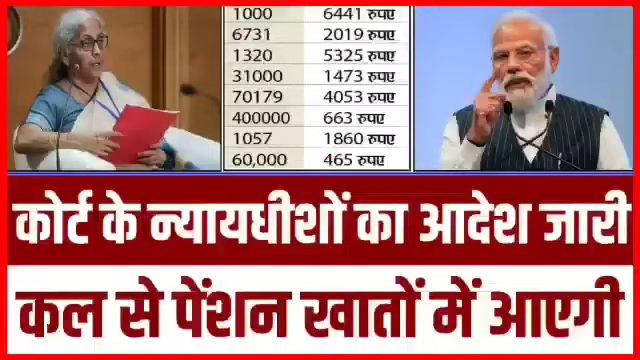 1000 6441 रुपए
6731 2019 रुपए
1320 5325 रुपए
31000 1473 रुपए
70179 4053 रुपए
400000 663 रुपए
1057 1860 रुपए
60,000 465 रुपए
कोर्ट के न्यायधीशों का आदेश जारी
कल से पेंशन खातों में आएगी